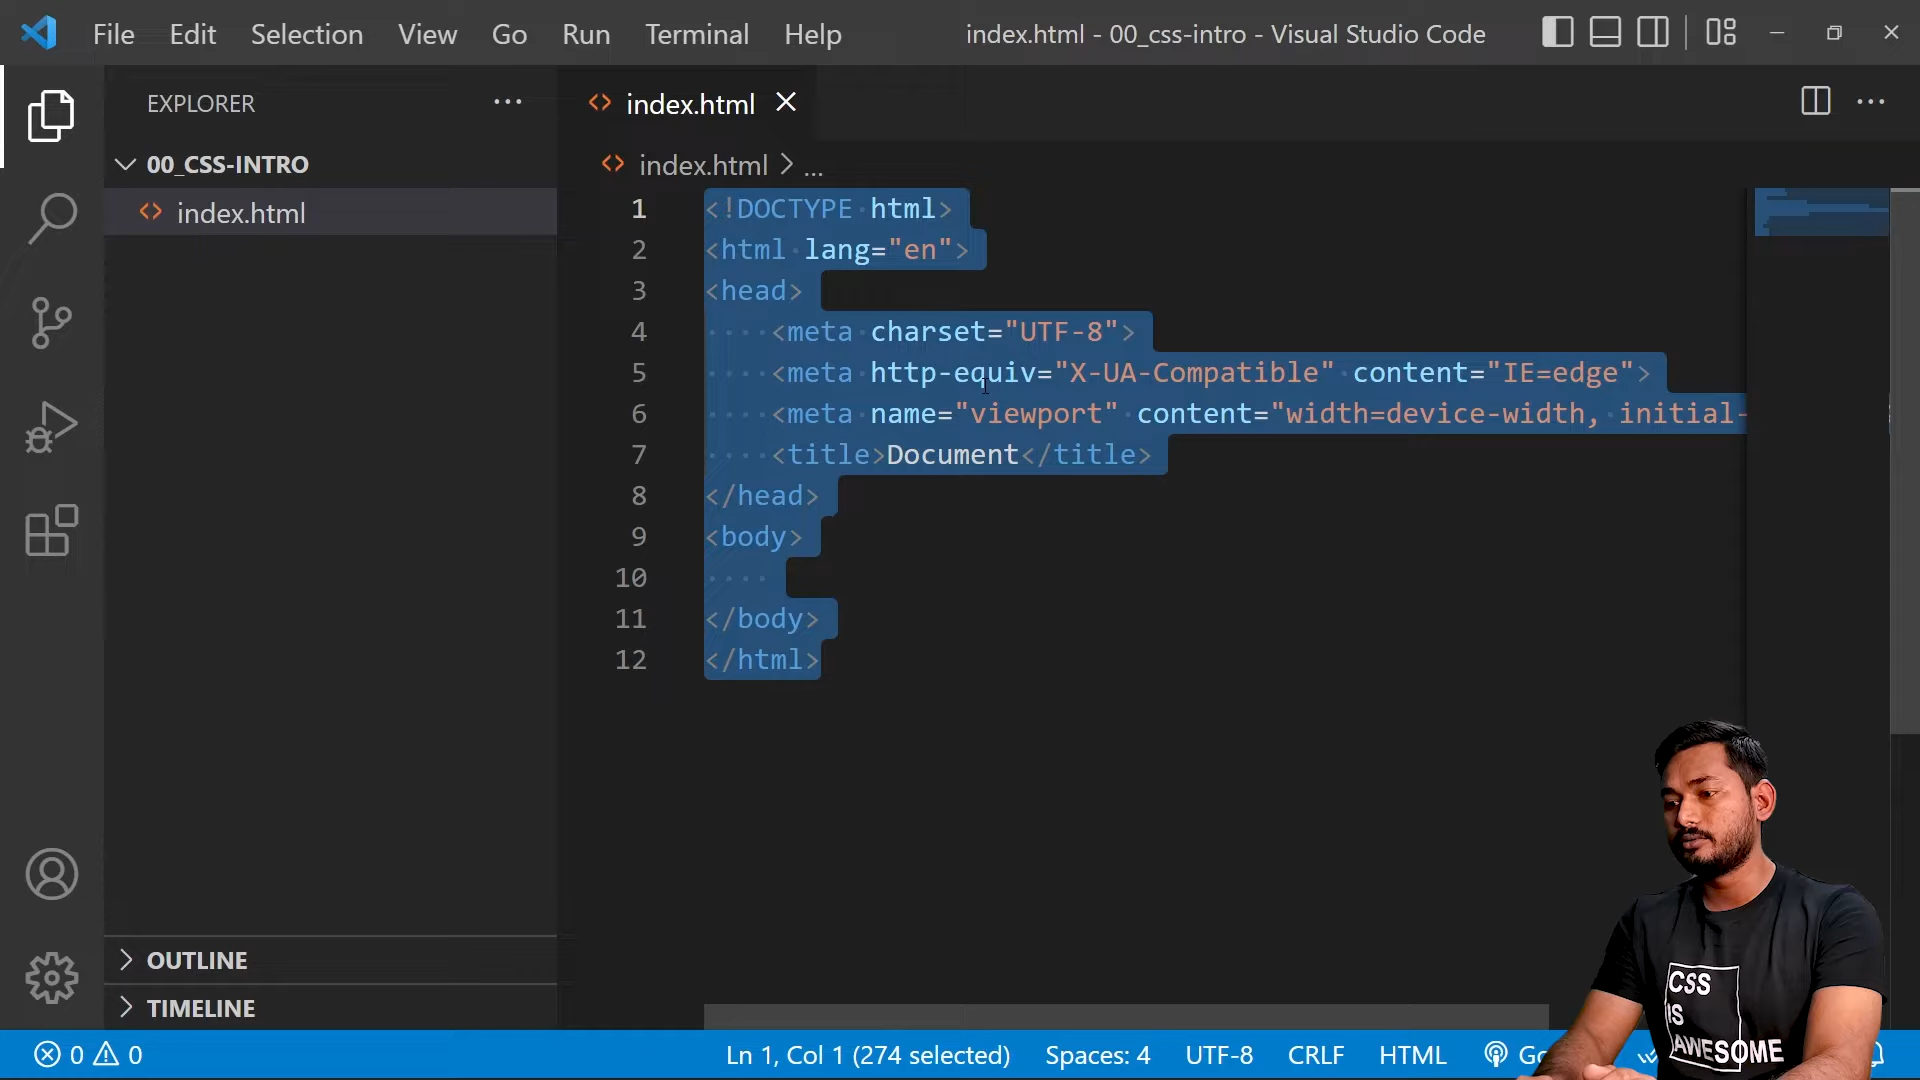 File Edit Selection View Go Run Terminal Help index.html - 00_css-intro - Visual Studio Code
EXPLORER
index.html
00_CSS-INTRO
index.html > ...
index.html
1 <!DOCTYPE html>
2 <html lang="en">
3 <head>
4 <meta charset="UTF-8">
5 <meta http-equiv="X-UA-Compatible" content="IE=edge">
6 <meta name="viewport" content="width=device-width, initial-
7 <title>Document</title>
8 </head>
9 <body>
10
11 </body>
12 </html>
OUTLINE
TIMELINE
0 0 Ln 1, Col 1 (274 selected) Spaces: 4 UTF-8 CRLF HTML Go
CSS
IS
AWESOME